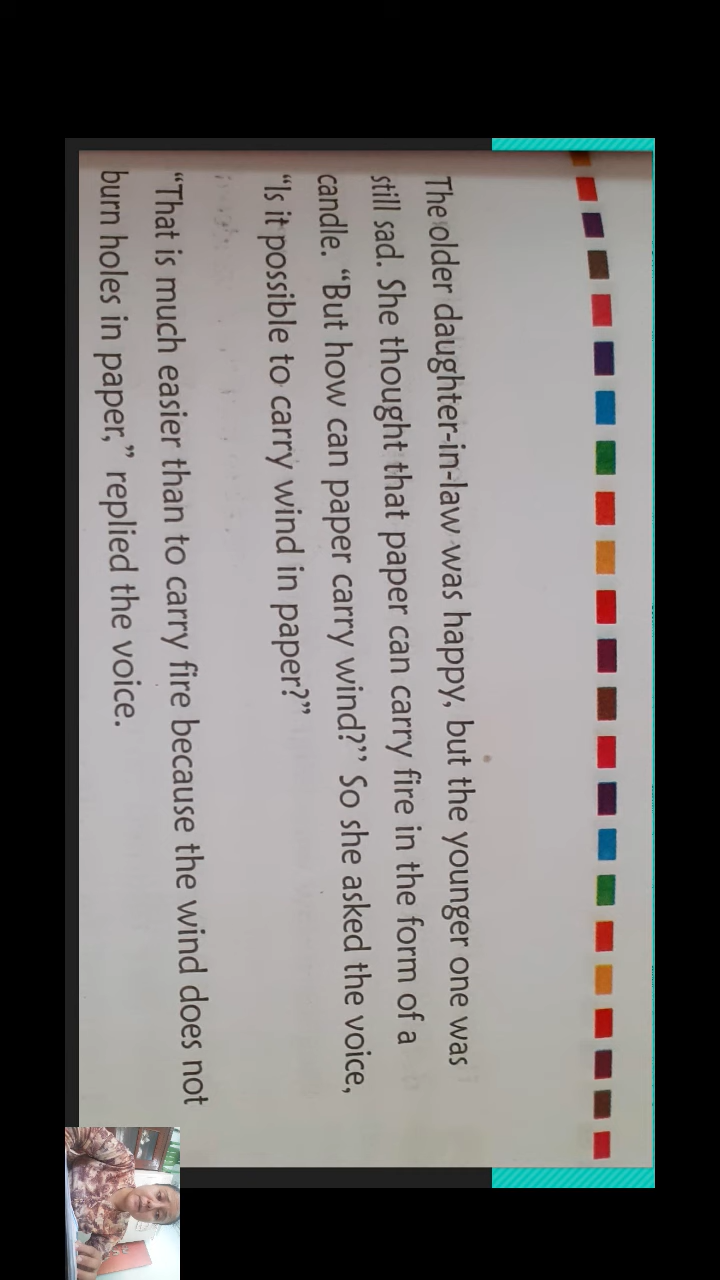 The older daughter-in-law was happy, but the younger one was
still sad. She thought that paper can carry fire in the form of a
candle. “But how can paper carry wind?’’ So she asked the voice,
“Is it possible to carry wind in paper?”
“That is much easier than to carry fire because the wind does not
burn holes in paper,” replied the voice.